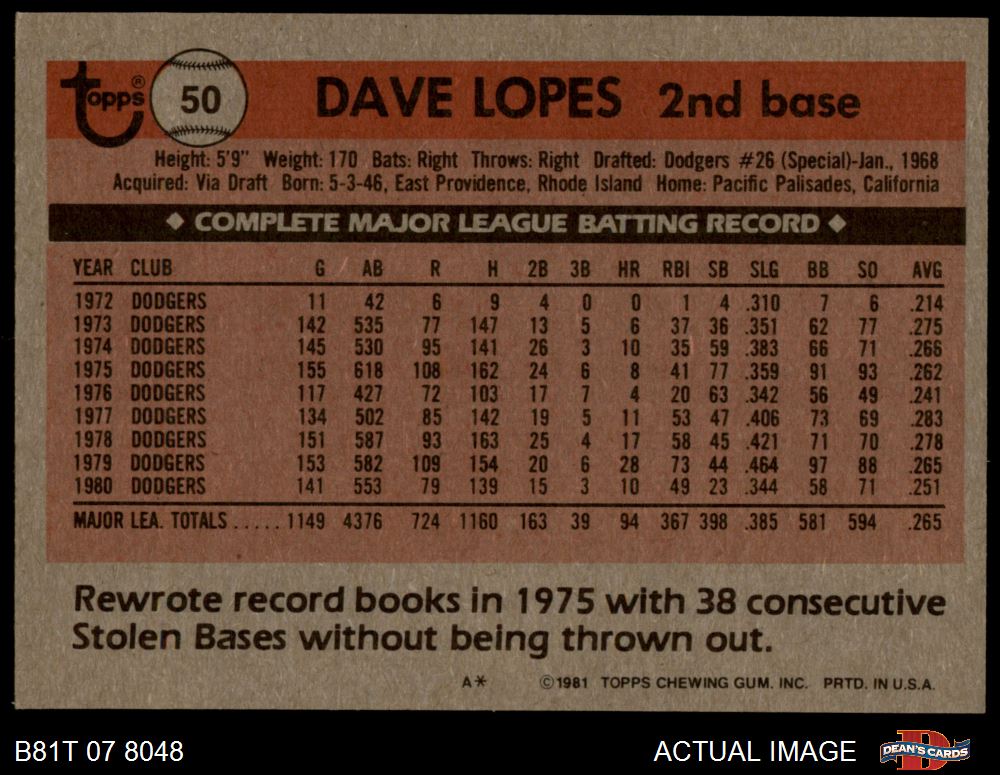 Topps® 50 DAVE LOPES 2nd base
Height: 5'9" Weight: 170 Bats: Right Throws: Right Drafted: Dodgers #26 (Special)-Jan., 1968
Acquired: Via Draft Born: 5-3-46, East Providence, Rhode Island Home: Pacific Palisades, California
◆ COMPLETE MAJOR LEAGUE BATTING RECORD ◆
YEAR CLUB G AB R H 2B 3B HR RBI SB SLG BB SO AVG
1972 DODGERS 11 42 6 9 4 0 0 1 4 .310 7 6 .214
1973 DODGERS 142 535 77 147 13 5 6 37 36 .351 62 77 .275
1974 DODGERS 145 530 95 141 26 3 10 35 59 .383 66 71 .266
1975 DODGERS 155 618 108 162 24 6 8 41 77 .359 91 93 .262
1976 DODGERS 117 427 72 103 17 7 4 20 63 .342 56 49 .241
1977 DODGERS 134 502 85 142 19 5 11 53 47 .406 73 69 .283
1978 DODGERS 151 587 93 163 25 4 17 58 45 .421 71 70 .278
1979 DODGERS 153 582 109 154 20 6 28 73 44 .464 97 88 .265
1980 DODGERS 141 553 79 139 15 3 10 49 23 .344 58 71 .251
MAJOR LEA. TOTALS ..... 1149 4376 724 1160 163 39 94 367 398 .385 581 594 .265
Rewrote record books in 1975 with 38 consecutive
Stolen Bases without being thrown out.
A* ©1981 TOPPS CHEWING GUM. INC. PRTD. IN U.S.A.
B81T 07 8048 ACTUAL IMAGE D DEAN'S CARDS